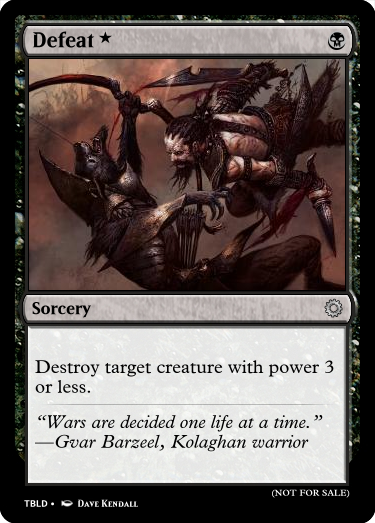 Defeat ★
Sorcery
Destroy target creature with power 3
or less.
“Wars are decided one life at a time.”
—Gvar Barzeel, Kolaghan warrior
TBLD • Dave Kendall
(NOT FOR SALE)